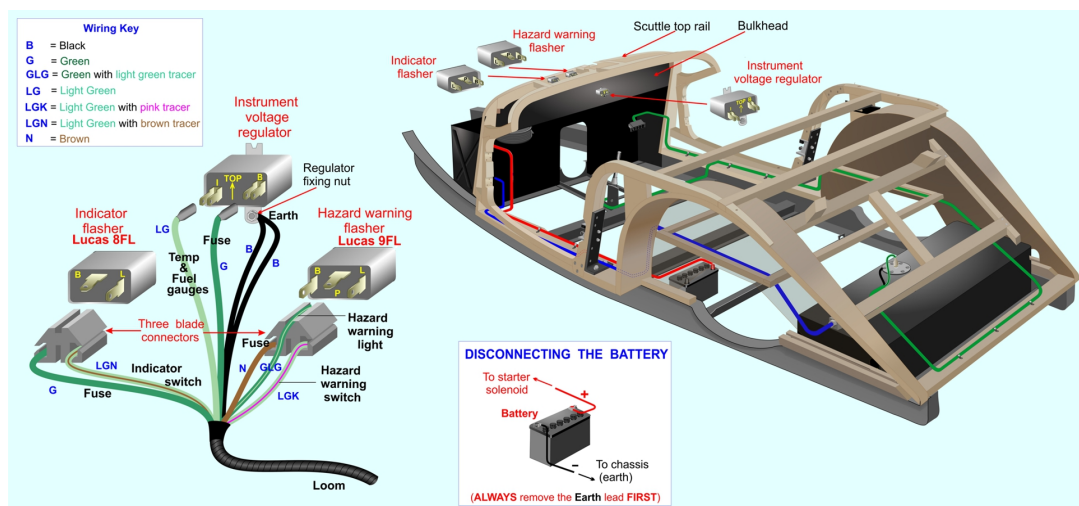 Wiring Key
B = Black
G = Green
GLG = Green with light green tracer
LG = Light Green
LGK = Light Green with pink tracer
LGN = Light Green with brown tracer
N = Brown
Instrument
voltage
regulator
I TOP B
Regulator
fixing nut
Earth
LG
Fuse
G
B
B
Temp
&
Fuel
gauges
Indicator
flasher
Lucas 8FL
B L
Hazard warning
flasher
Lucas 9FL
B L
P
Three blade
connectors
Hazard
warning
light
Fuse
N
GLG
LGK
Hazard
warning
switch
LGN
Indicator
switch
G
Fuse
Loom
Scuttle top rail
Bulkhead
Hazard warning
flasher
Indicator
flasher
Instrument
voltage regulator
I TOP B
DISCONNECTING THE BATTERY
To starter
solenoid
+
Battery
–
To chassis
(earth)
(ALWAYS remove the Earth lead FIRST)